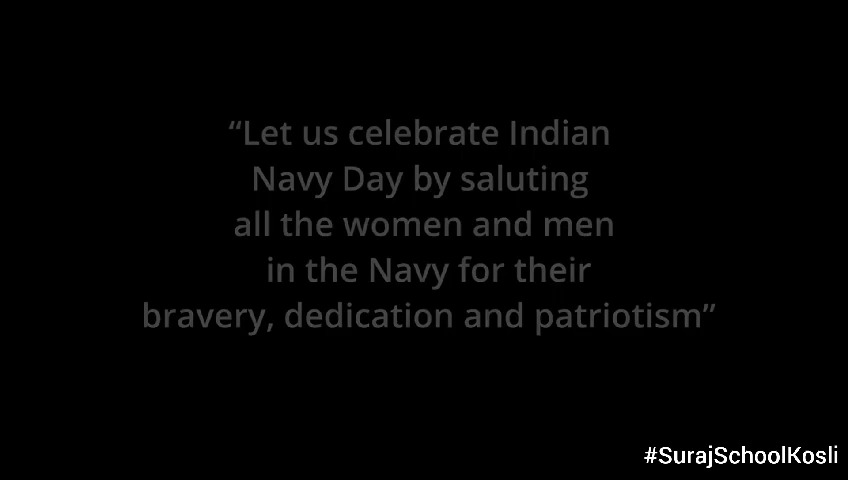 “Let us celebrate Indian
Navy Day by saluting
all the women and men
in the Navy for their
bravery, dedication and patriotism”
#SurajSchoolKosli